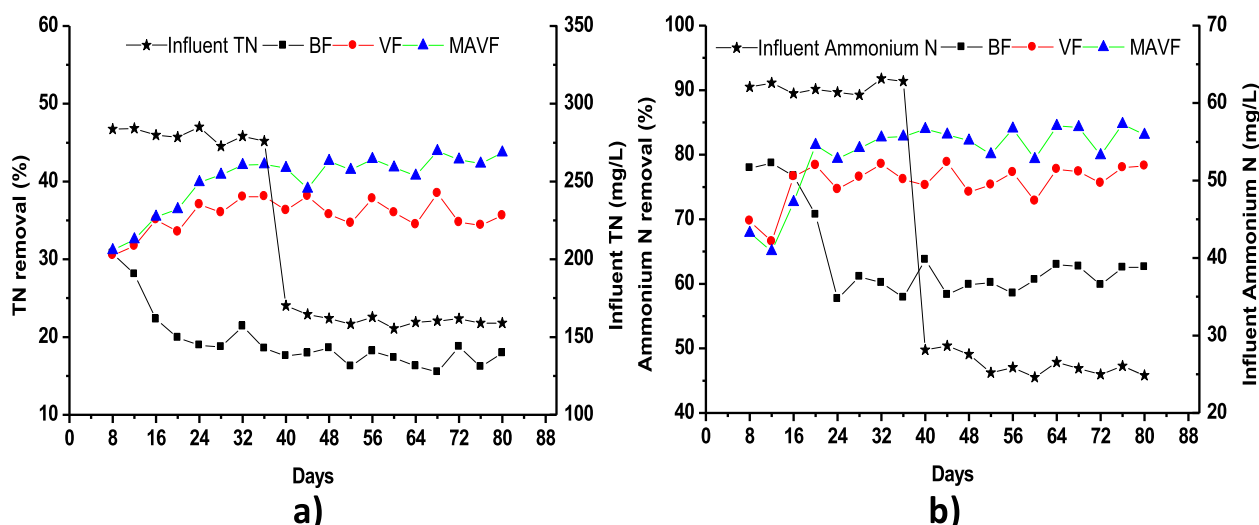 60
50
40
30
20
10
TN removal (%)
Influent TN BF VF MAVF
350
300
250
200
150
100
Influent TN (mg/L)
0 8 16 24 32 40 48 56 64 72 80 88
Days
a)
100
90
80
70
60
50
40
Ammonium N removal (%)
Influent Ammonium N BF VF MAVF
70
60
50
40
30
20
Influent Ammonium N (mg/L)
0 8 16 24 32 40 48 56 64 72 80 88
Days
b)